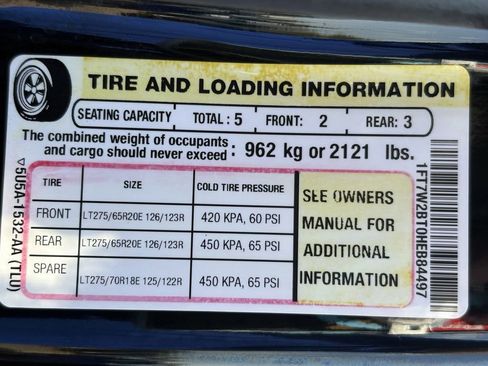 TIRE AND LOADING INFORMATION
SEATING CAPACITY TOTAL : 5 FRONT: 2 REAR: 3
The combined weight of occupants
and cargo should never exceed : 962 kg or 2121 lbs.
TIRE SIZE COLD TIRE PRESSURE
FRONT LT275/65R20E 126/123R 420 KPA, 60 PSI
REAR LT275/65R20E 126/123R 450 KPA, 65 PSI
SPARE LT275/70R18E 125/122R 450 KPA, 65 PSI
SEE OWNERS
MANUAL FOR
ADDITIONAL
INFORMATION
5U5A-1532-AA (TLU)
1FT7W2BT0HEB84497